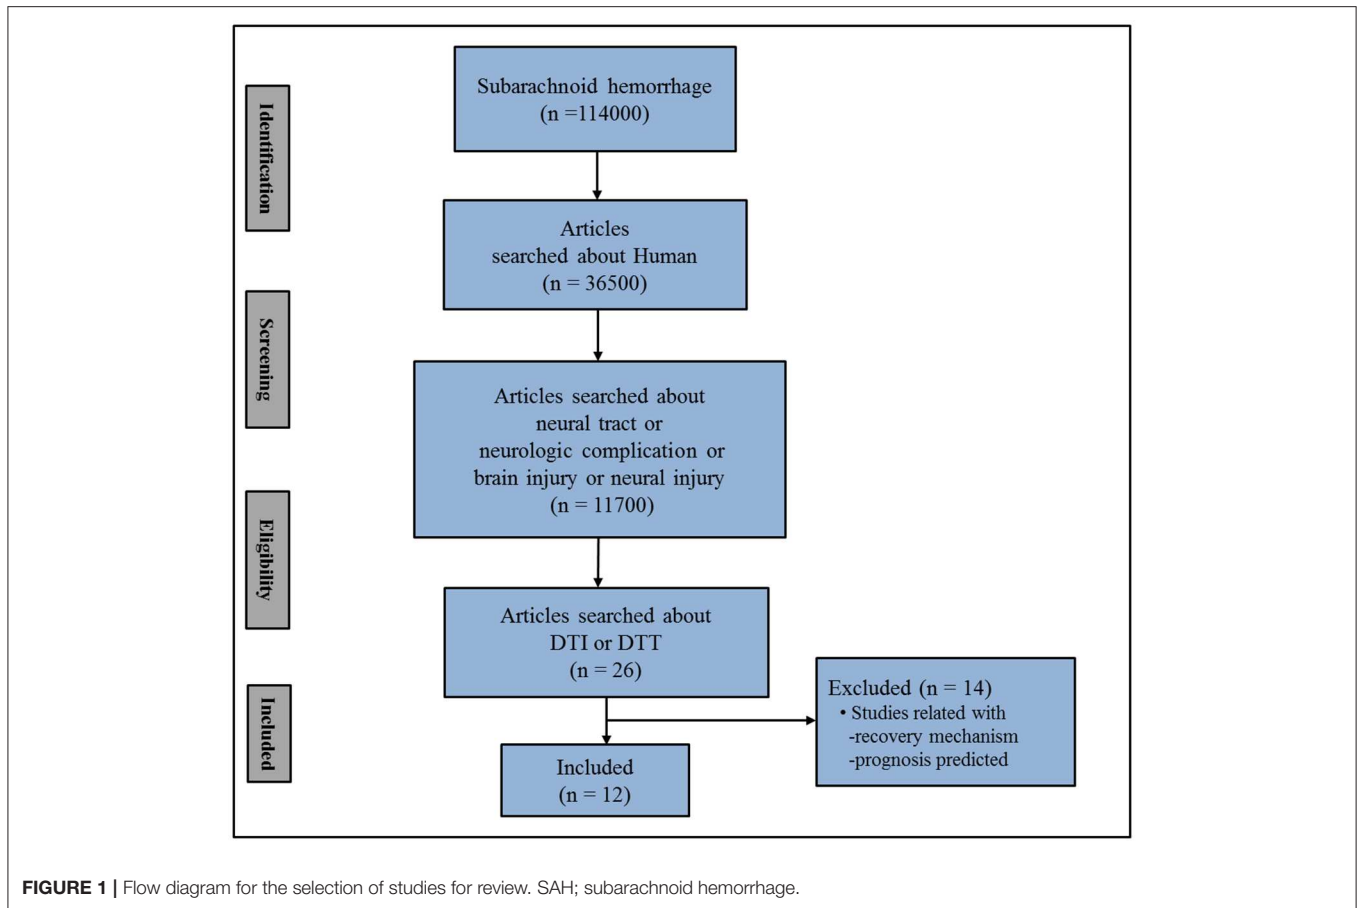 Identification
Subarachnoid hemorrhage
(n =114000)
Articles
searched about Human
(n = 36500)
Screening
Articles searched about
neural tract or
neurologic complication or
brain injury or neural injury
(n = 11700)
Eligibility
Articles searched about
DTI or DTT
(n = 26)
Excluded (n = 14)
• Studies related with
-recovery mechanism
-prognosis predicted
Included
Included
(n = 12)
FIGURE 1 | Flow diagram for the selection of studies for review. SAH; subarachnoid hemorrhage.